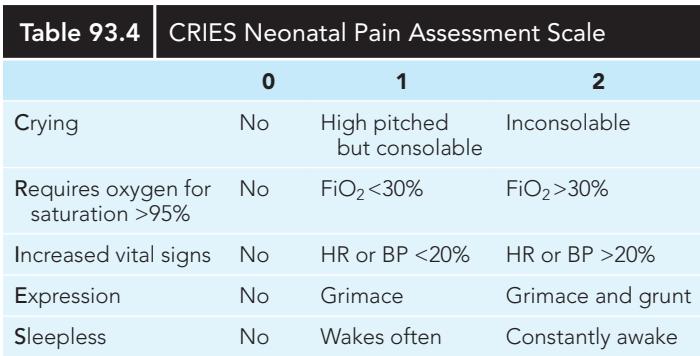 Table 93.4 CRIES Neonatal Pain Assessment Scale
0 1 2
Crying No High pitched but consolable Inconsolable
Requires oxygen for saturation >95% No FiO₂<30% FiO₂>30%
Increased vital signs No HR or BP <20% HR or BP >20%
Expression No Grimace Grimace and grunt
Sleepless No Wakes often Constantly awake